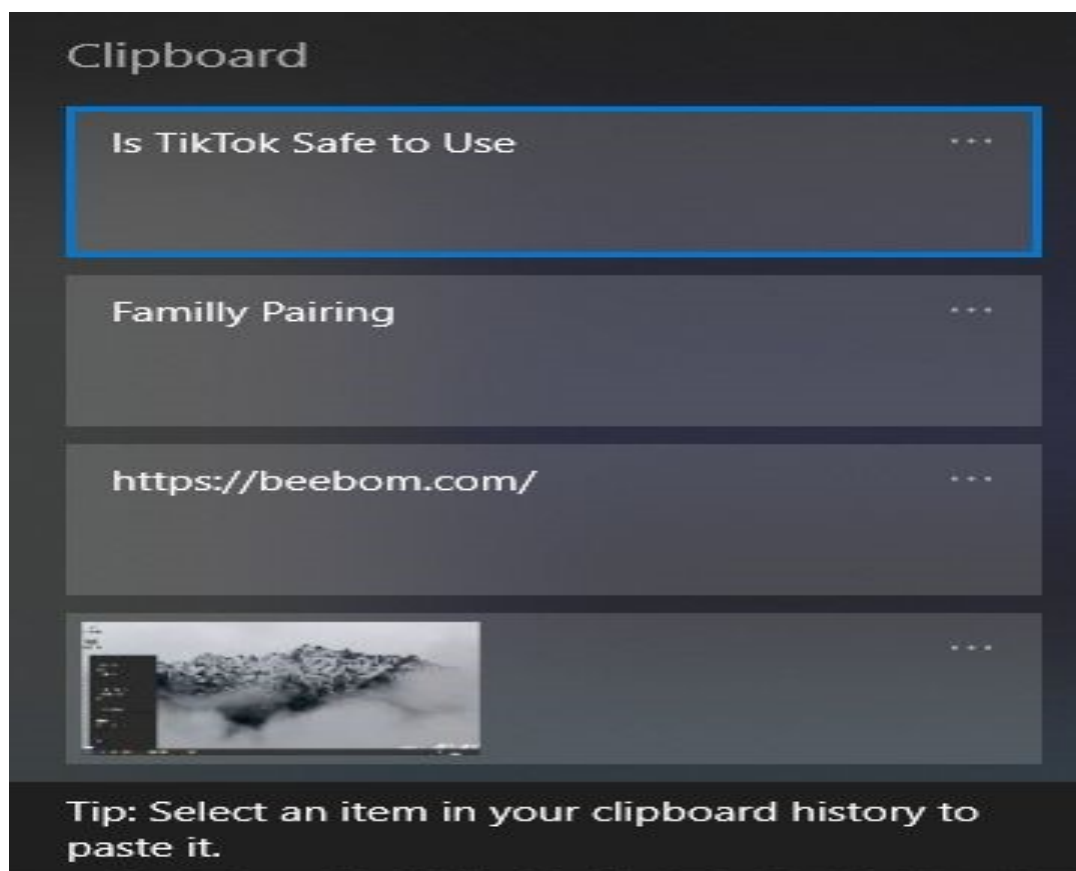 Clipboard
Is TikTok Safe to Use
Familly Pairing
https://beebom.com/
Tip: Select an item in your clipboard history to
paste it.